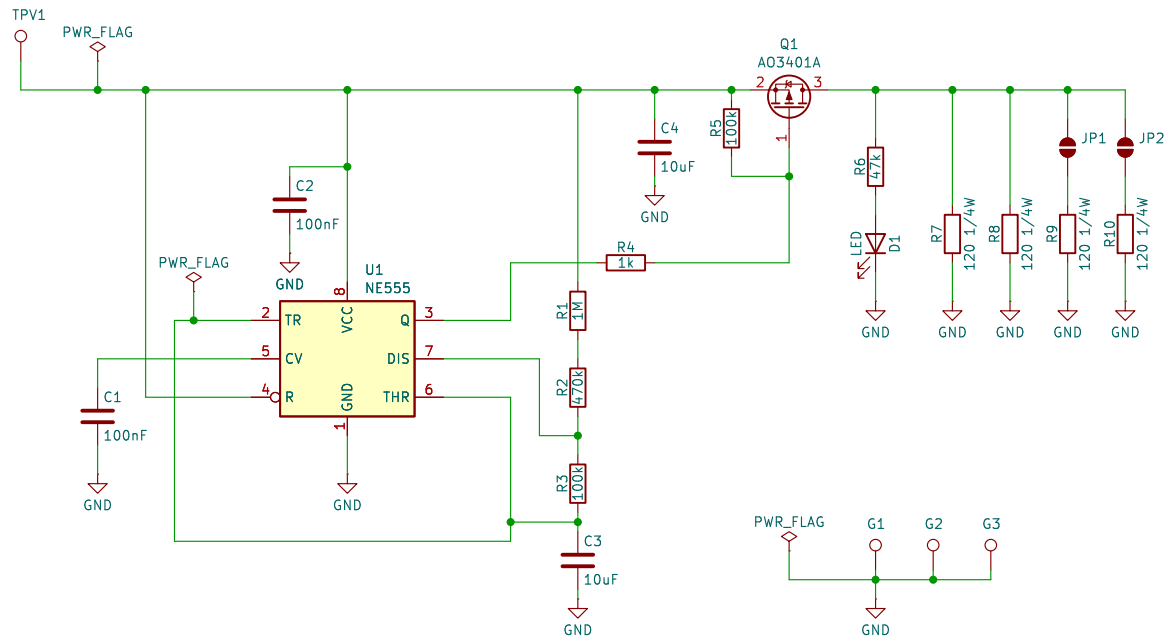 TPV1
PWR_FLAG
Q1
AO3401A
2
3
1
R5
100k
C4
10uF
GND
JP1
JP2
R6
47k
LED
D1
GND
R7
120 1/4W
GND
R8
120 1/4W
GND
R9
120 1/4W
GND
R10
120 1/4W
GND
C2
100nF
GND
PWR_FLAG
R4
1k
U1
NE555
8
VCC
2
TR
Q
3
5
CV
DIS
7
4
R
THR
6
GND
1
GND
C1
100nF
GND
R1
1M
R2
470k
R3
100k
C3
10uF
GND
PWR_FLAG
G1
G2
G3
GND